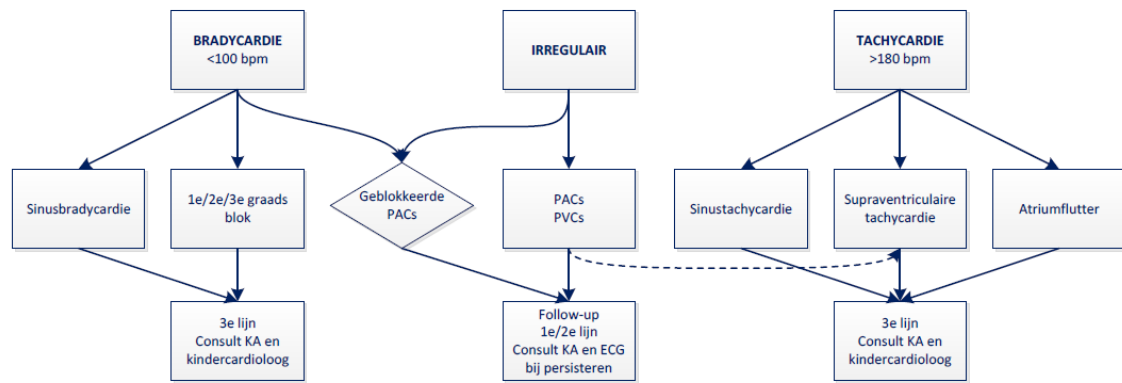 BRADYCARDIE
<100 bpm
IRREGULAIR
TACHYCARDIE
>180 bpm
Sinusbradycardie
1e/2e/3e graads
blok
Geblokkeerde
PACs
PACs
PVCs
Sinustachycardie
Supraventriculaire
tachycardie
Atriumflutter
3e lijn
Consult KA en
kindercardioloog
Follow-up
1e/2e lijn
Consult KA en ECG
bij persisteren
3e lijn
Consult KA en
kindercardioloog